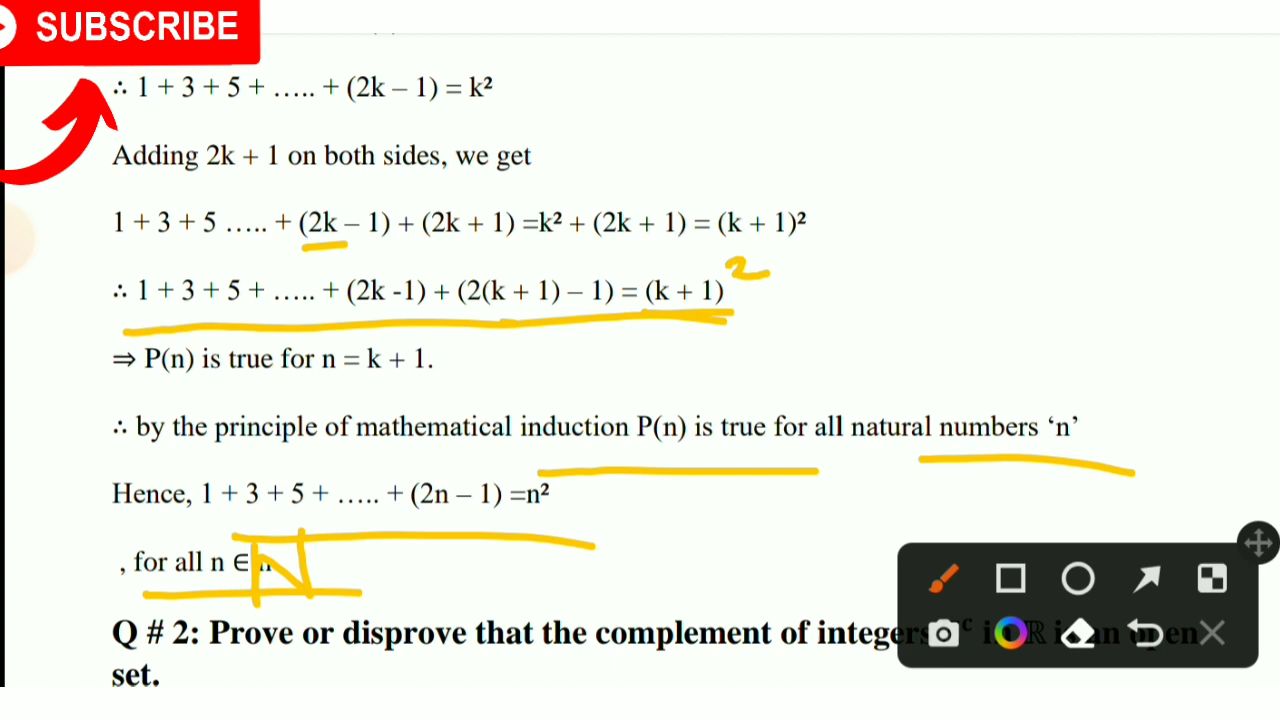 SUBSCRIBE
∴ 1 + 3 + 5 + ….. + (2k – 1) = k²
Adding 2k + 1 on both sides, we get
1 + 3 + 5 ….. + (2k – 1) + (2k + 1) =k² + (2k + 1) = (k + 1)²
∴ 1 + 3 + 5 + ….. + (2k -1) + (2(k + 1) – 1) = (k + 1)2
⇒ P(n) is true for n = k + 1.
∴ by the principle of mathematical induction P(n) is true for all natural numbers ‘n’
Hence, 1 + 3 + 5 + ….. + (2n – 1) =n²
, for all n ∈ N
Q # 2: Prove or disprove that the complement of integers ℝ open
set.